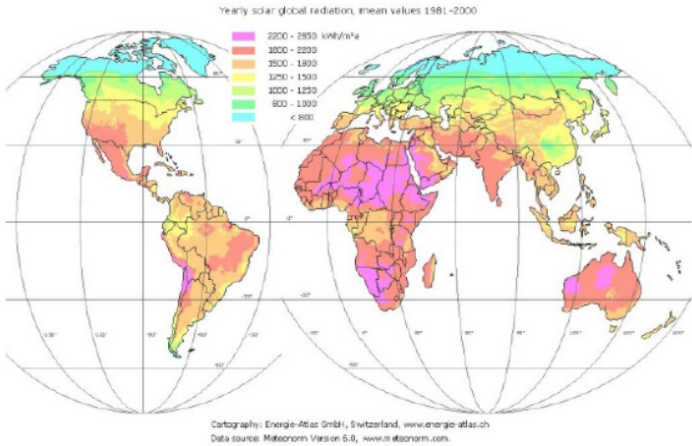 Yearly solar global radiation, mean values 1981-2000
2200 - 2850 kWh/m²a
1800 - 2200
1500 - 1800
1250 - 1500
1000 - 1250
800 - 1000
< 800
0°
0°
Cartography: Energie-Atlas GmbH, Switzerland, www.energie-atlas.ch
Data source: Meteonorm Version 6.0, www.meteonorm.com.